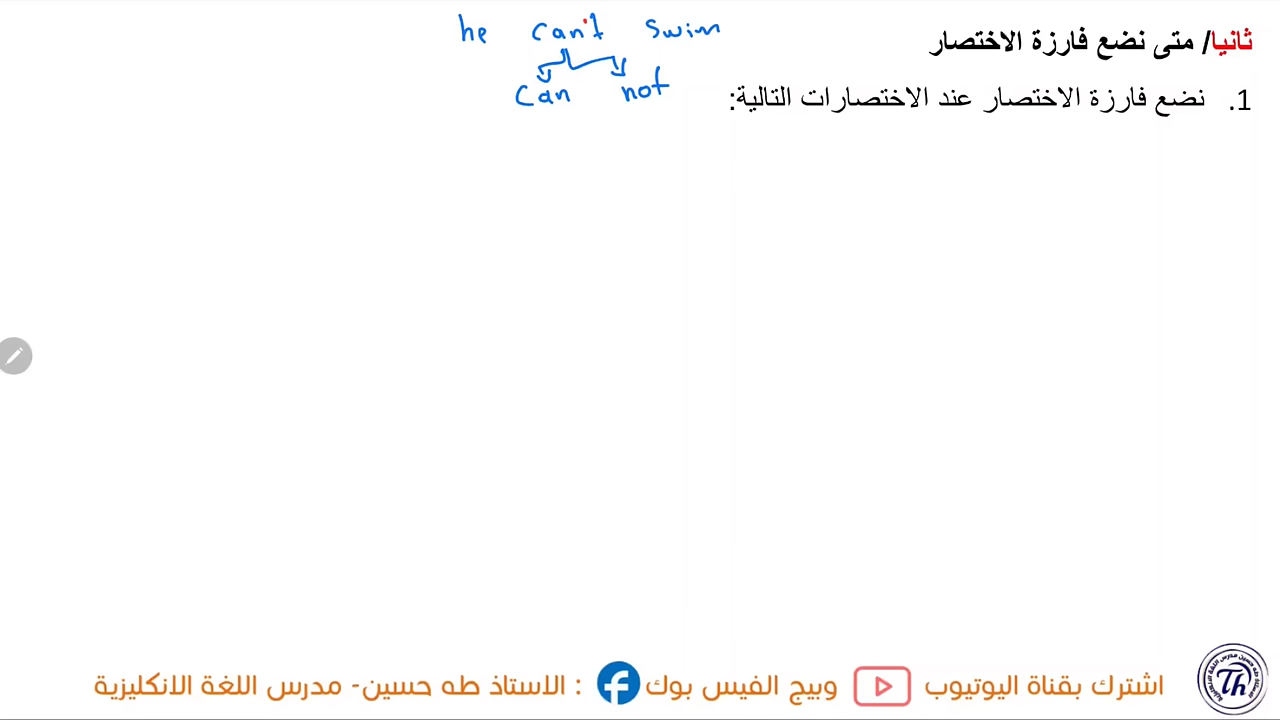 ثانيا/ متى نضع فارزة الاختصار
he can't swim
can not
1. نضع فارزة الاختصار عند الاختصارات التالية:
اشترك بقناة اليوتيوب وبيج الفيس بوك : الاستاذ طه حسين- مدرس اللغة الانكليزية
Th